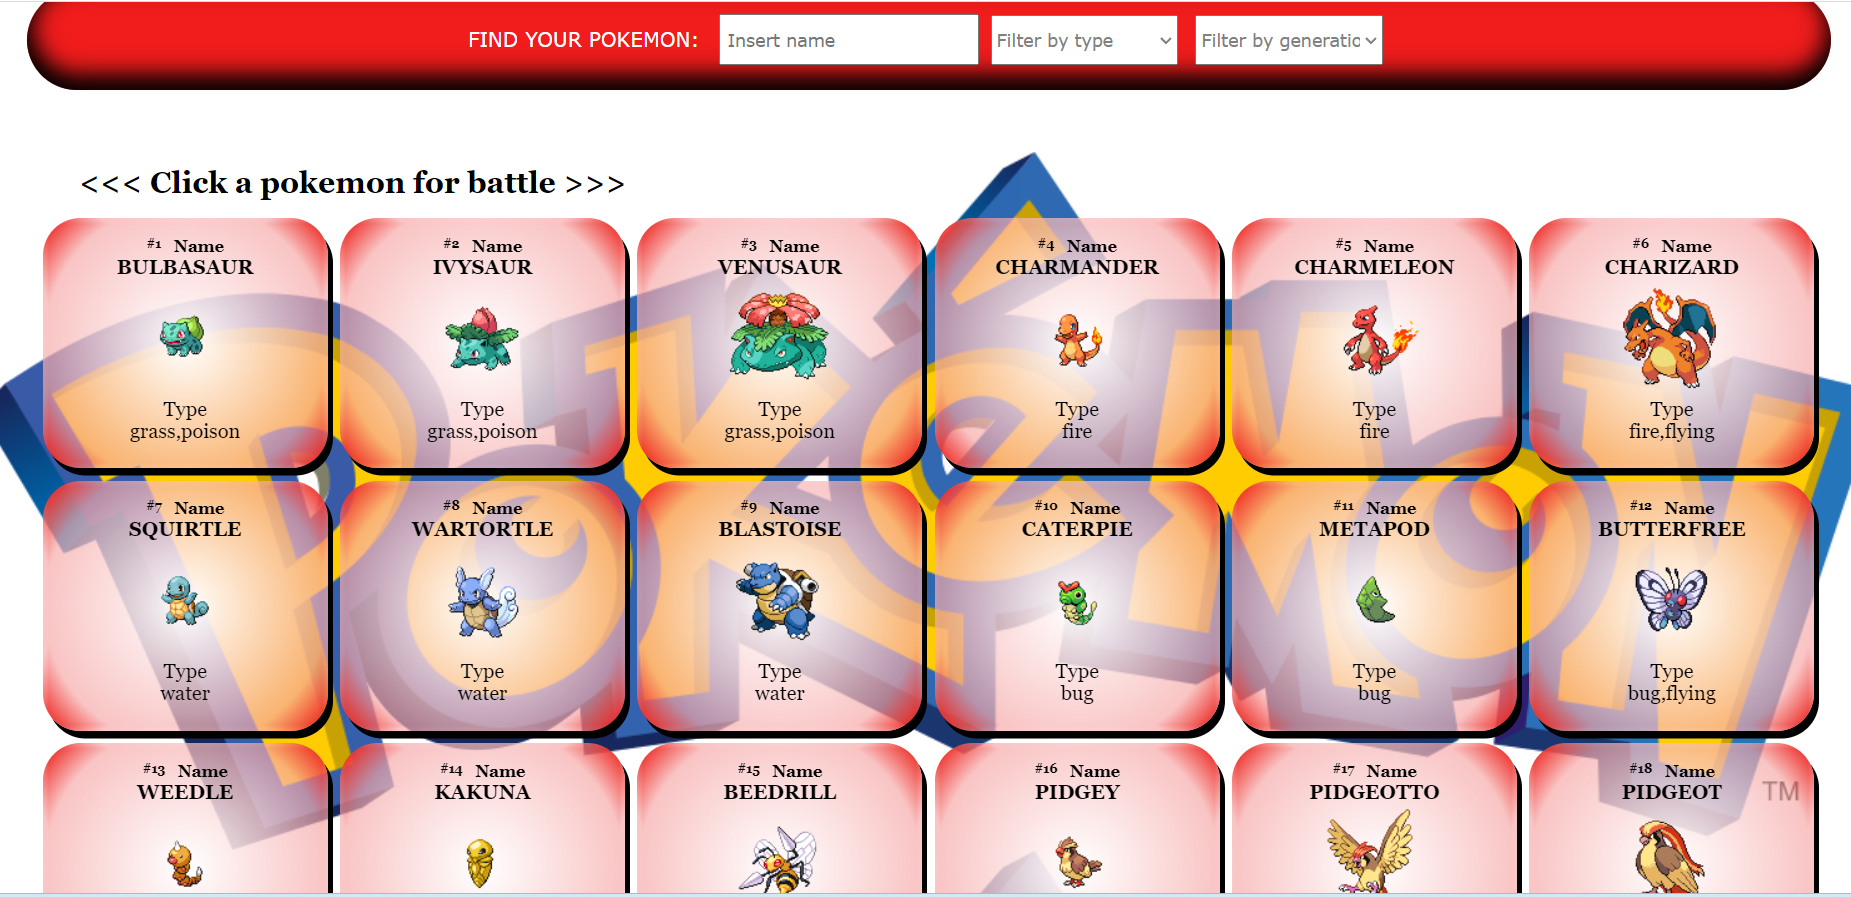 FIND YOUR POKEMON: Insert name Filter by type Filter by generatio
<<< Click a pokemon for battle >>>
#1 Name #2 Name #3 Name #4 Name #5 Name #6 Name
BULBASAUR IVYSAUR VENUSAUR CHARMANDER CHARMELEON CHARIZARD
Type Type Type Type Type Type
grass,poison grass,poison grass,poison fire fire fire,flying
#7 Name #8 Name #9 Name #10 Name #11 Name #12 Name
SQUIRTLE WARTORTLE BLASTOISE CATERPIE METAPOD BUTTERFREE
Type Type Type Type Type Type
water water water bug bug bug,flying
#13 Name #14 Name #15 Name #16 Name #17 Name #18 Name
WEEDLE KAKUNA BEEDRILL PIDGEY PIDGEOTTO PIDGEOT
POKéMON TM